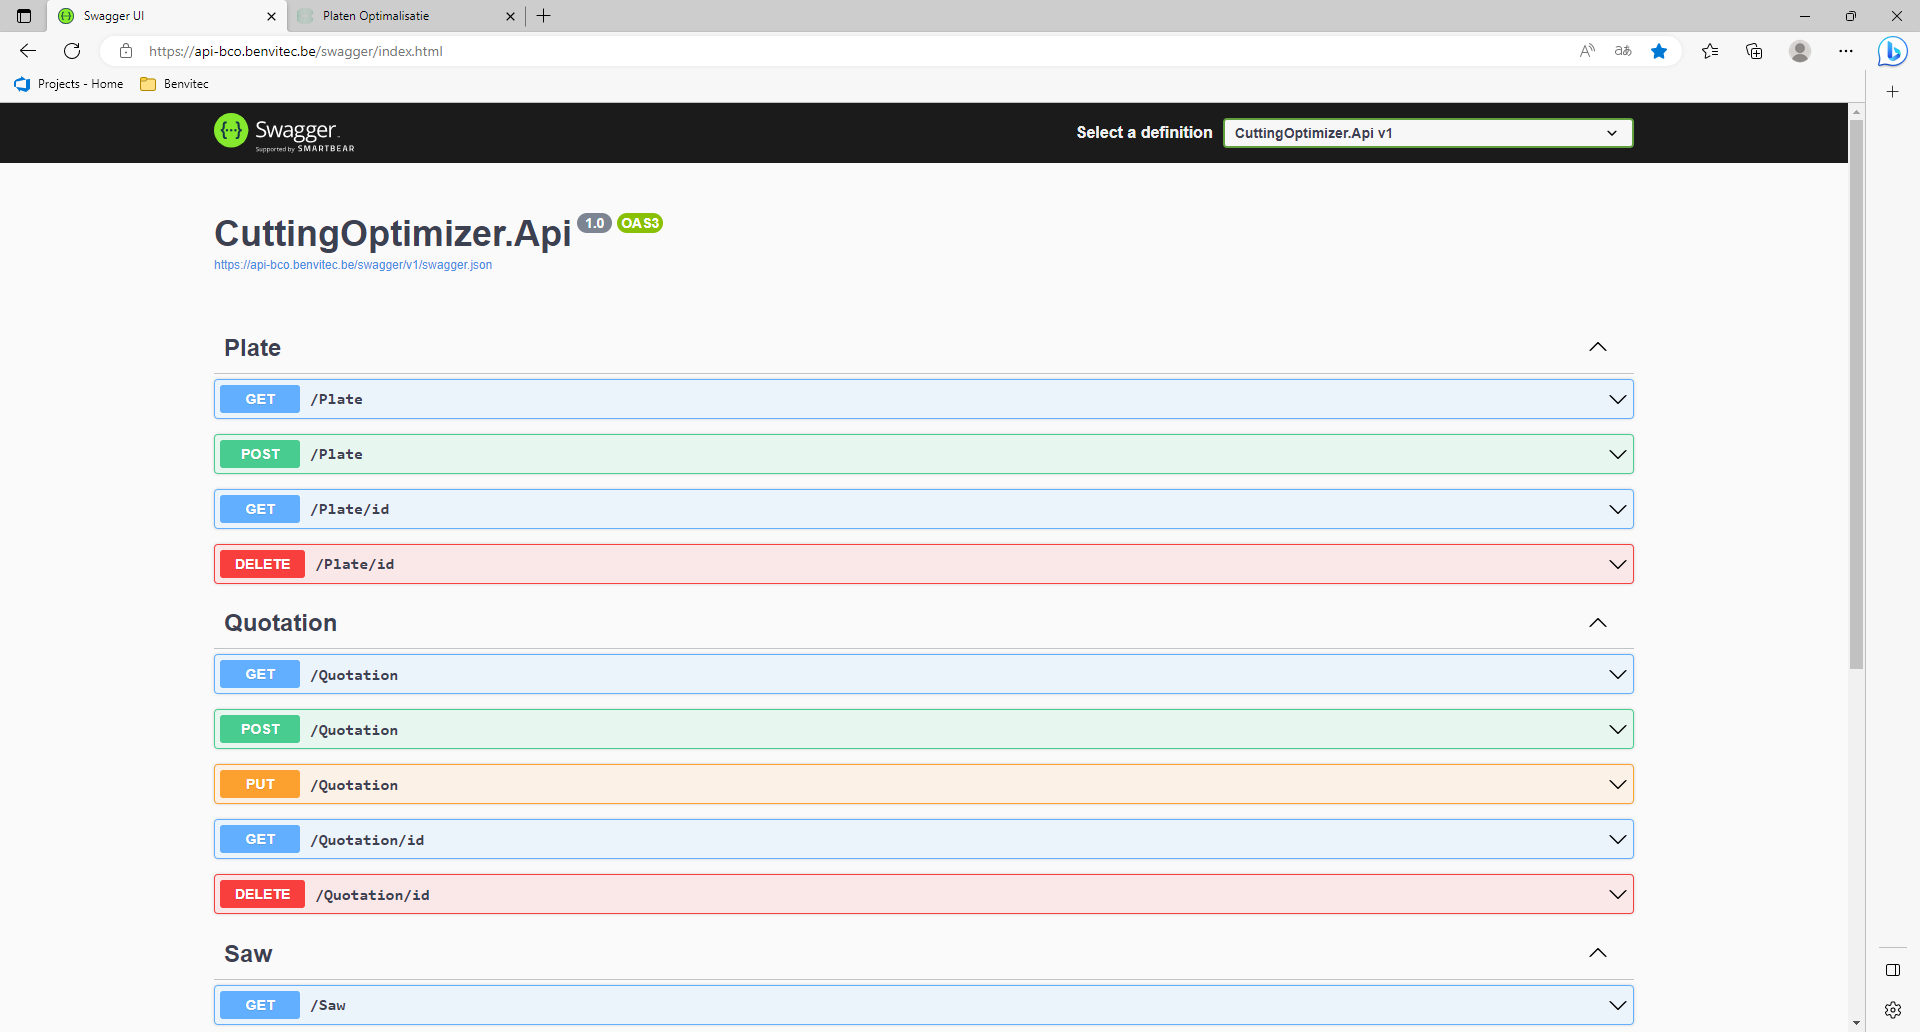 Swagger UI
Platen Optimalisatie
https://api-bco.benvitec.be/swagger/index.html
Projects - Home
Benvitec
Swagger
Supported by SMARTBEAR
Select a definition
CuttingOptimizer.Api v1
CuttingOptimizer.Api 1.0 OAS3
https://api-bco.benvitec.be/swagger/v1/swagger.json
Plate
GET /Plate
POST /Plate
GET /Plate/id
DELETE /Plate/id
Quotation
GET /Quotation
POST /Quotation
PUT /Quotation
GET /Quotation/id
DELETE /Quotation/id
Saw
GET /Saw